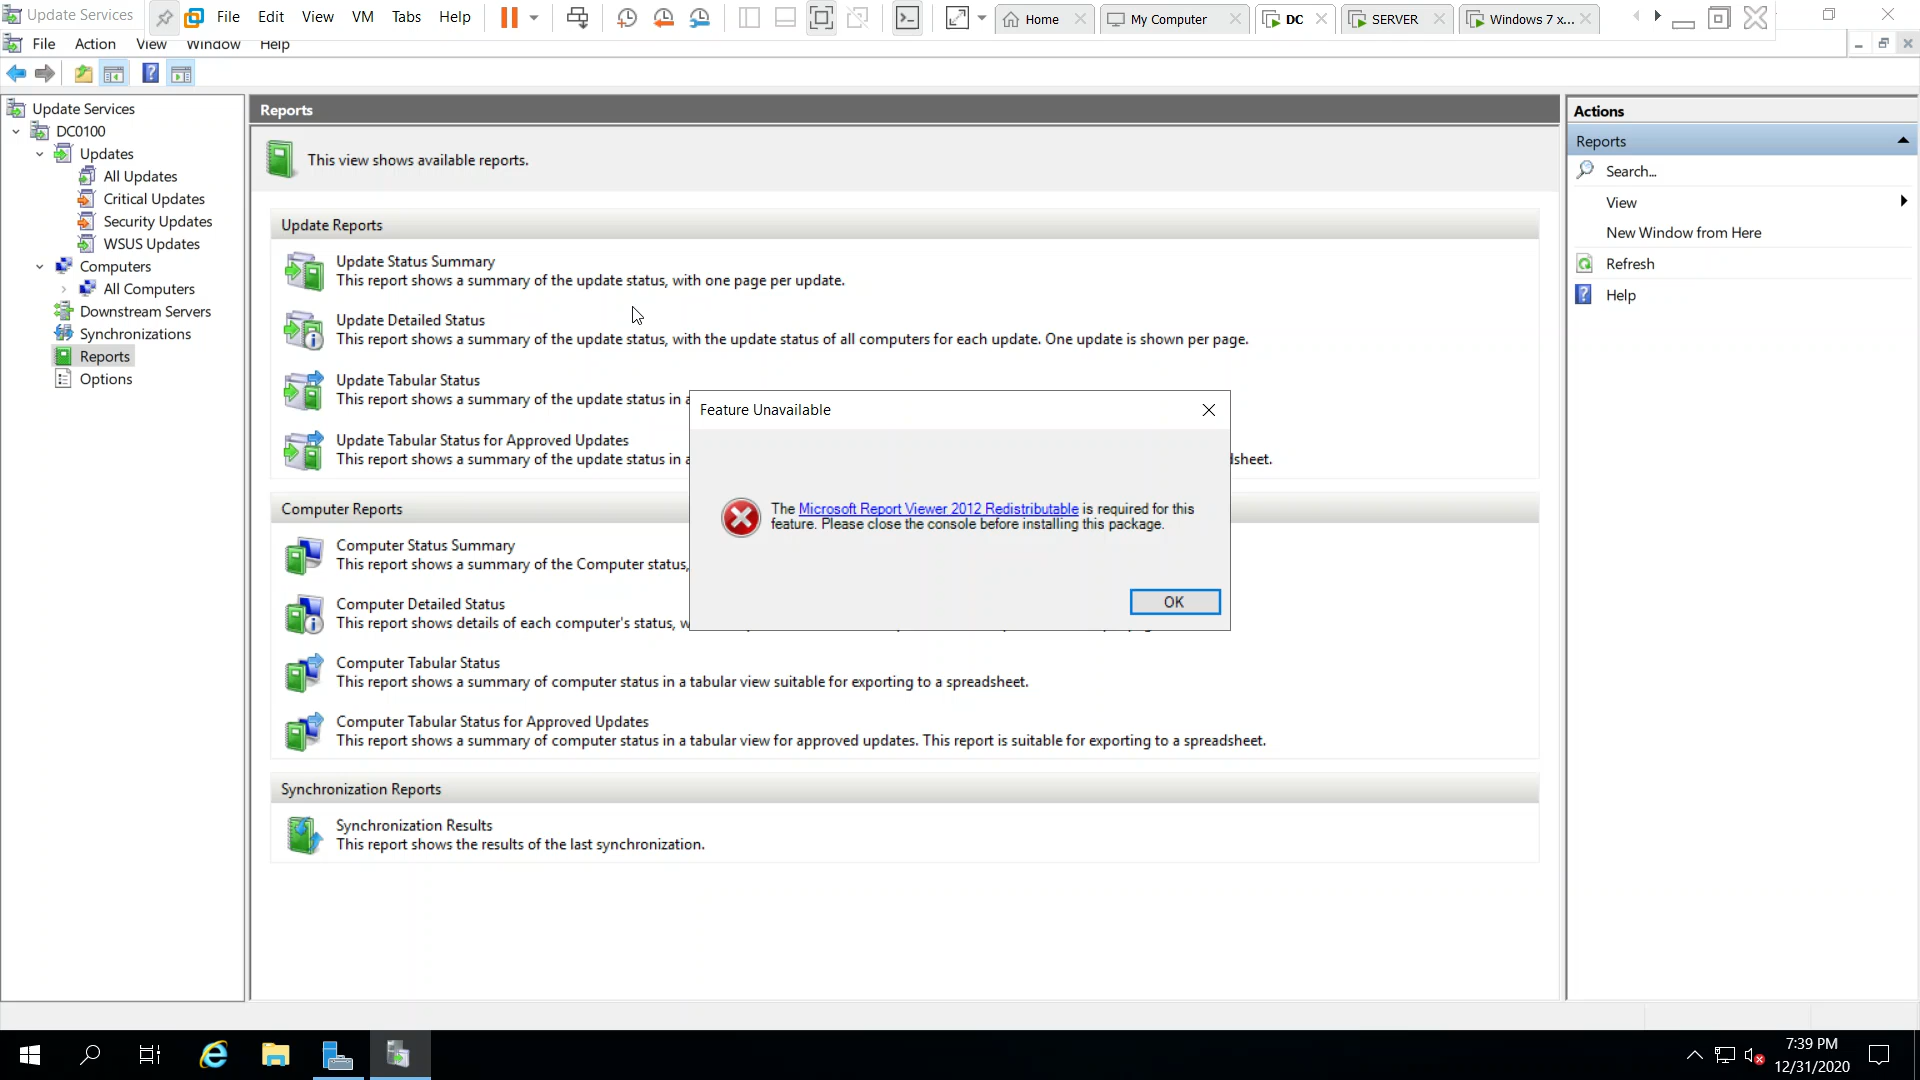 Update Services
File Edit View VM Tabs Help
Home
My Computer
DC
SERVER
Windows 7 x...
File Action View Window Help
Update Services
DC0100
Updates
All Updates
Critical Updates
Security Updates
WSUS Updates
Computers
All Computers
Downstream Servers
Synchronizations
Reports
Options
Reports
This view shows available reports.
Update Reports
Update Status Summary
This report shows a summary of the update status, with one page per update.
Update Detailed Status
This report shows a summary of the update status, with the update status of all computers for each update. One update is shown per page.
Update Tabular Status
This report shows a summary of the update status in a
Update Tabular Status for Approved Updates
This report shows a summary of the update status in a
dsheet.
Computer Reports
Computer Status Summary
This report shows a summary of the Computer status,
Computer Detailed Status
This report shows details of each computer's status, w
Computer Tabular Status
This report shows a summary of computer status in a tabular view suitable for exporting to a spreadsheet.
Computer Tabular Status for Approved Updates
This report shows a summary of computer status in a tabular view for approved updates. This report is suitable for exporting to a spreadsheet.
Synchronization Reports
Synchronization Results
This report shows the results of the last synchronization.
Feature Unavailable
The Microsoft Report Viewer 2012 Redistributable is required for this
feature. Please close the console before installing this package.
OK
Actions
Reports
Search...
View
New Window from Here
Refresh
Help
7:39 PM
12/31/2020